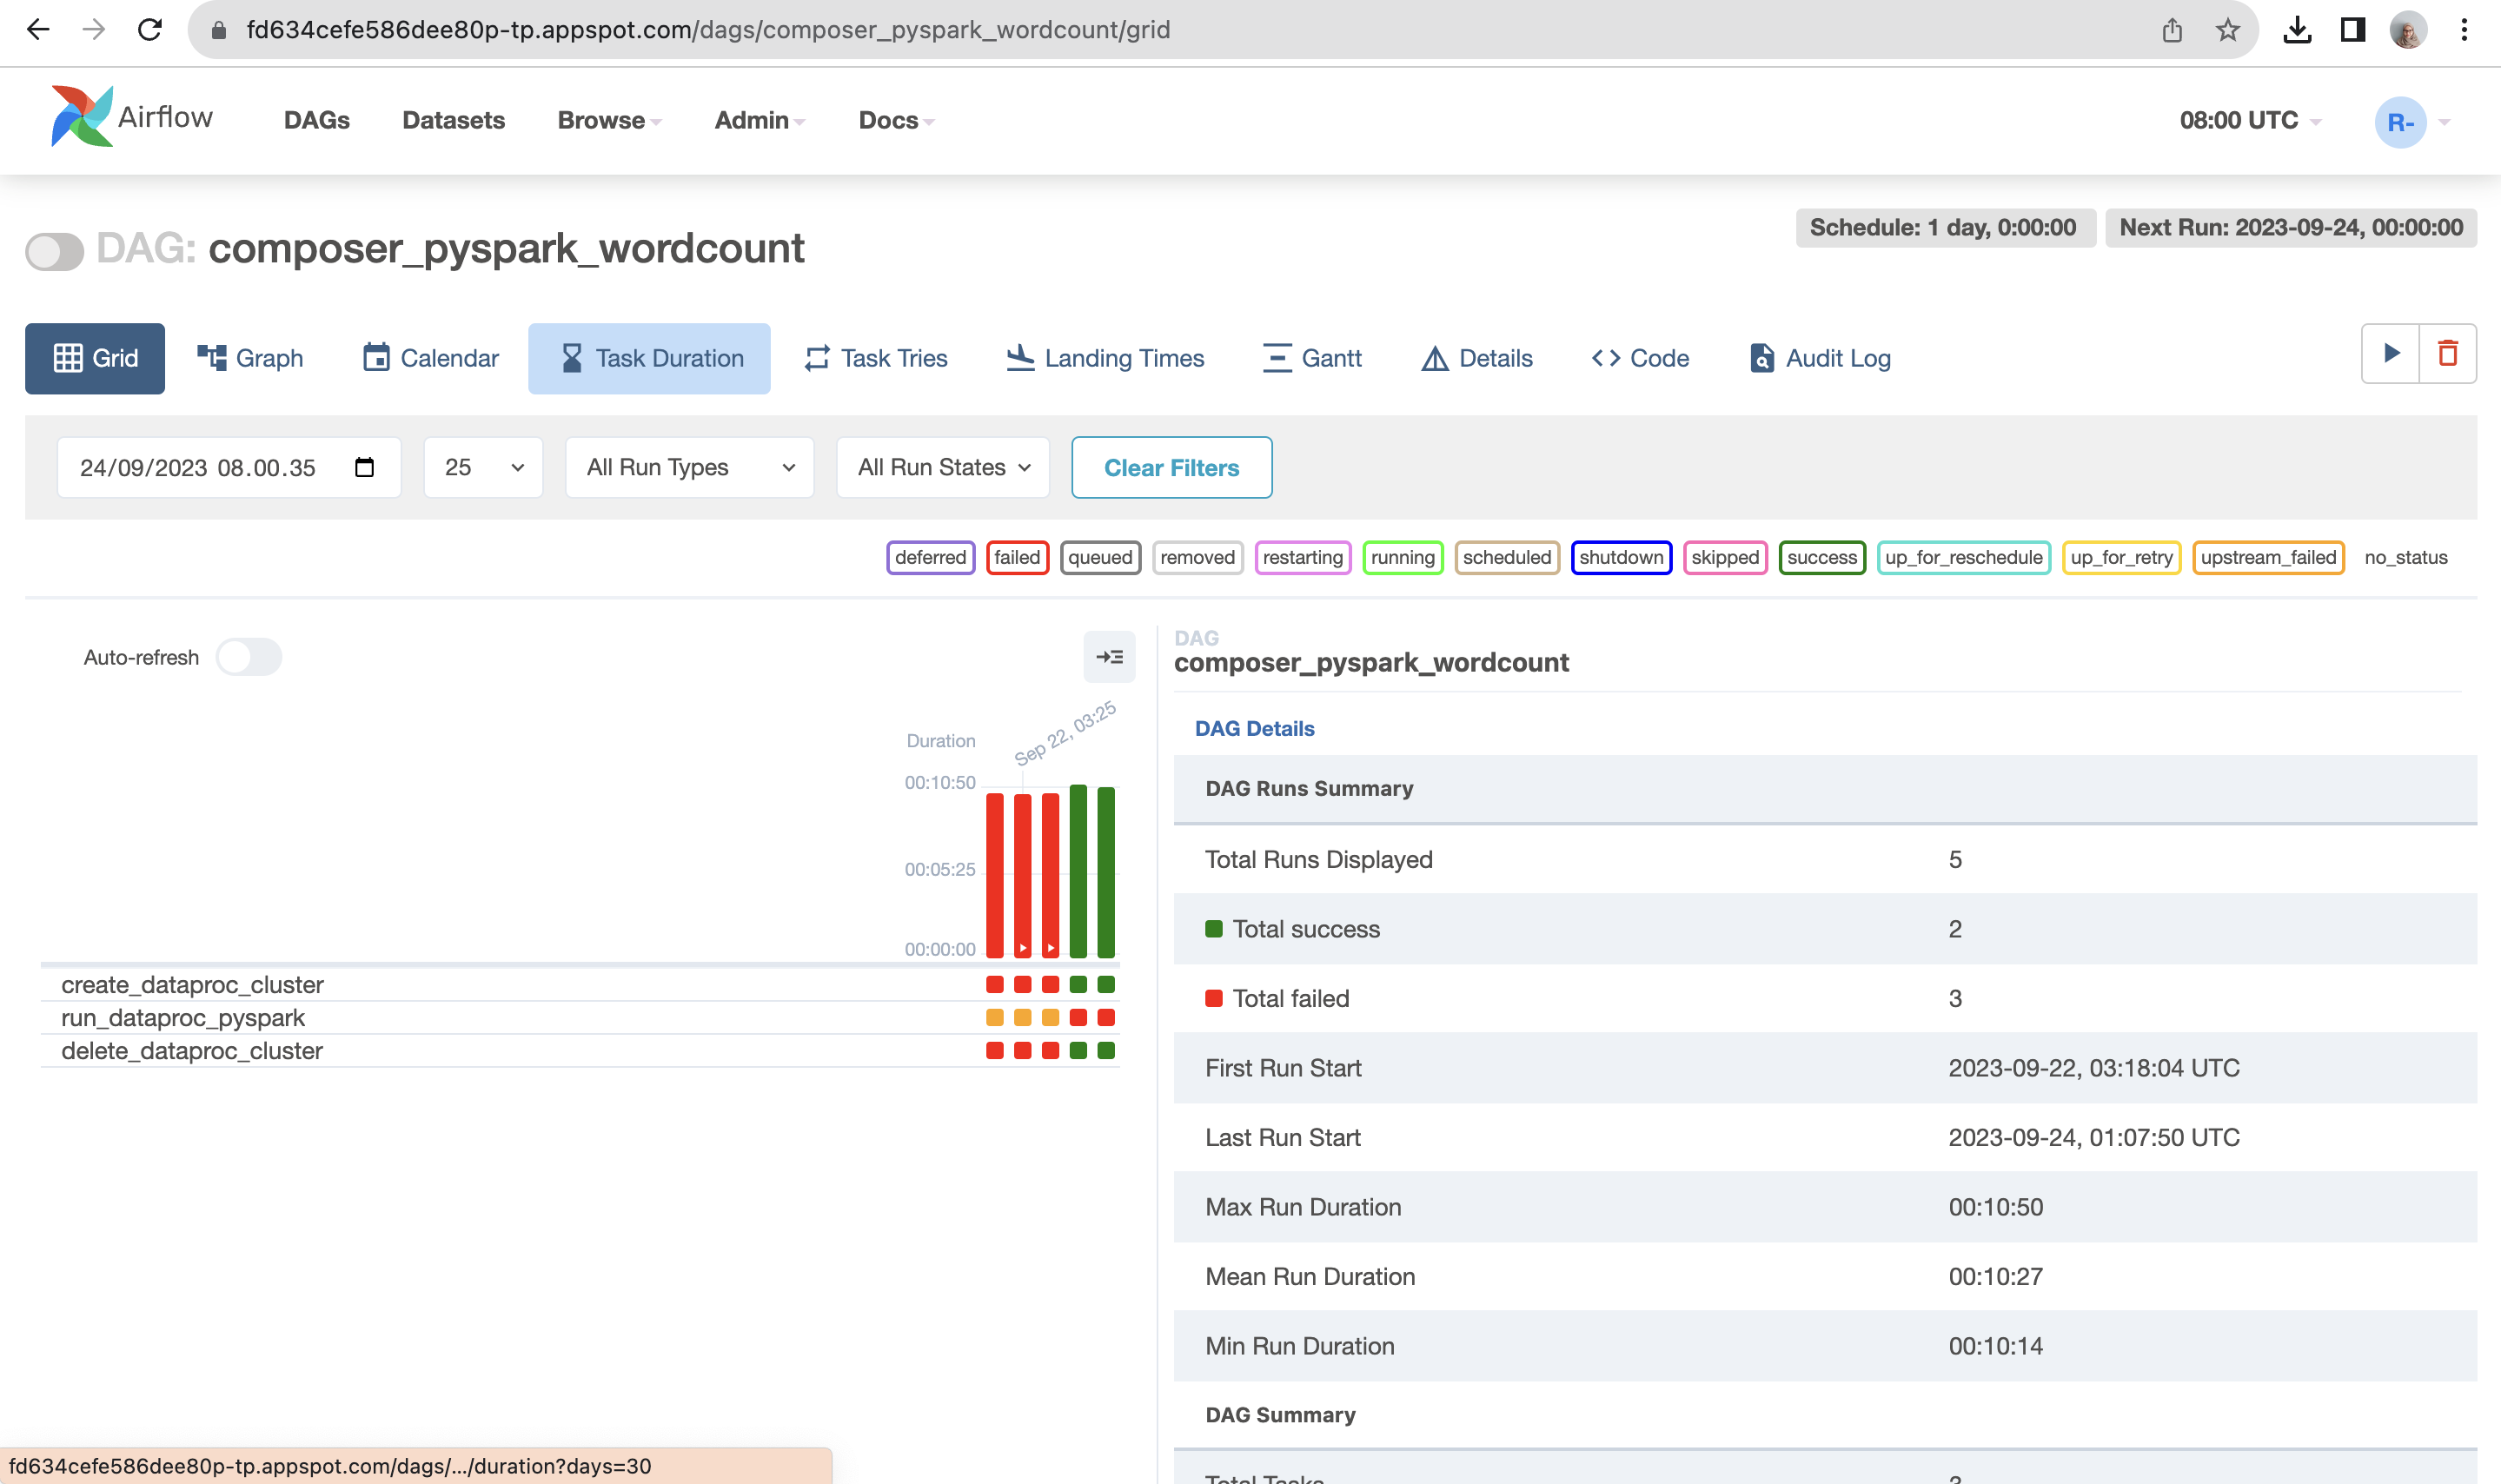 fd634cefe586dee80p-tp.appspot.com/dags/composer_pyspark_wordcount/grid
Airflow DAGs Datasets Browse Admin Docs 08:00 UTC R-
DAG: composer_pyspark_wordcount
Schedule: 1 day, 0:00:00 Next Run: 2023-09-24, 00:00:00
Grid Graph Calendar Task Duration Task Tries Landing Times Gantt Details Code Audit Log
24/09/2023 08.00.35 25 All Run Types All Run States Clear Filters
deferred failed queued removed restarting running scheduled shutdown skipped success up_for_reschedule up_for_retry upstream_failed no_status
Auto-refresh
Sep 22, 03:25
Duration
00:10:50
00:05:25
00:00:00
create_dataproc_cluster
run_dataproc_pyspark
delete_dataproc_cluster
DAG
composer_pyspark_wordcount
DAG Details
DAG Runs Summary
Total Runs Displayed 5
Total success 2
Total failed 3
First Run Start 2023-09-22, 03:18:04 UTC
Last Run Start 2023-09-24, 01:07:50 UTC
Max Run Duration 00:10:50
Mean Run Duration 00:10:27
Min Run Duration 00:10:14
DAG Summary
Total Tasks 3
fd634cefe586dee80p-tp.appspot.com/dags/.../duration?days=30